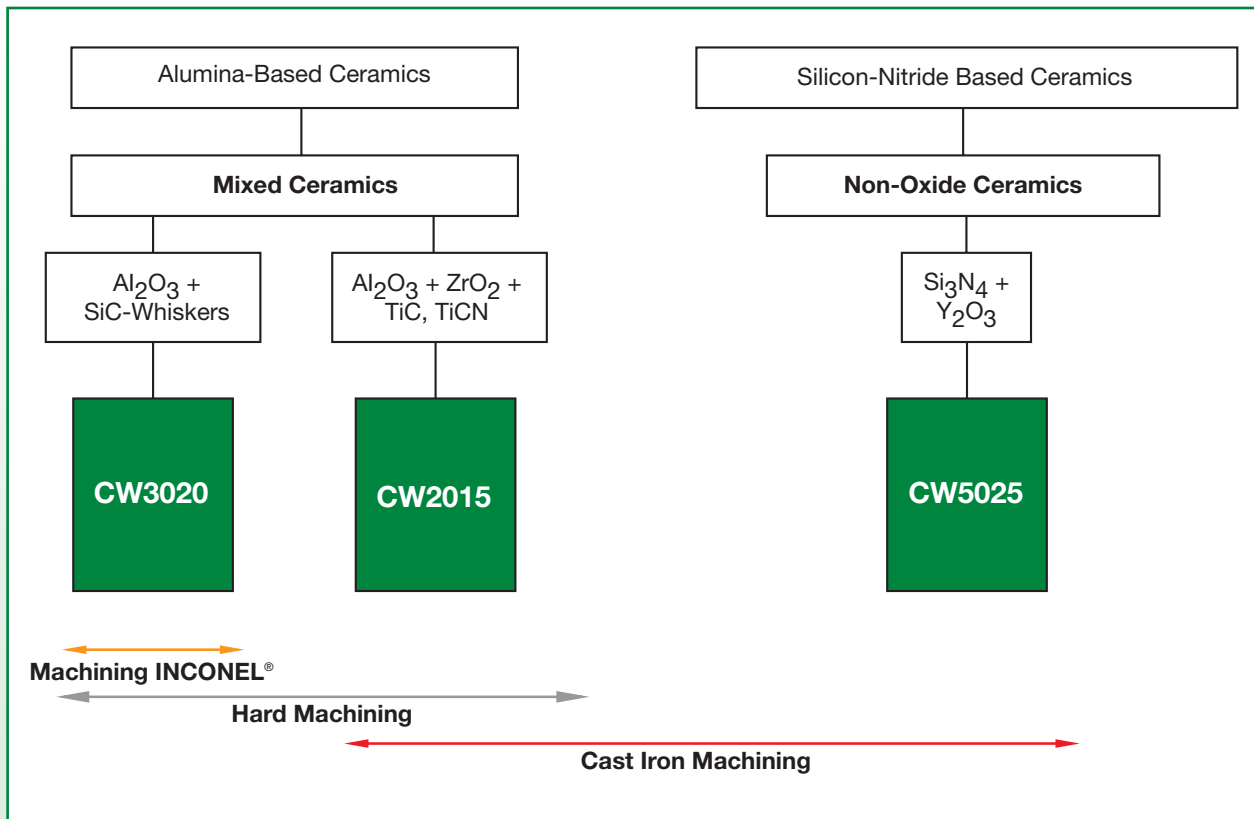 Alumina-Based Ceramics
Silicon-Nitride Based Ceramics
Mixed Ceramics
Non-Oxide Ceramics
Al₂O₃ +
SiC-Whiskers
Al₂O₃ + ZrO₂ +
TiC, TiCN
Si₃N₄ +
Y₂O₃
CW3020
CW2015
CW5025
Machining INCONEL®
Hard Machining
Cast Iron Machining